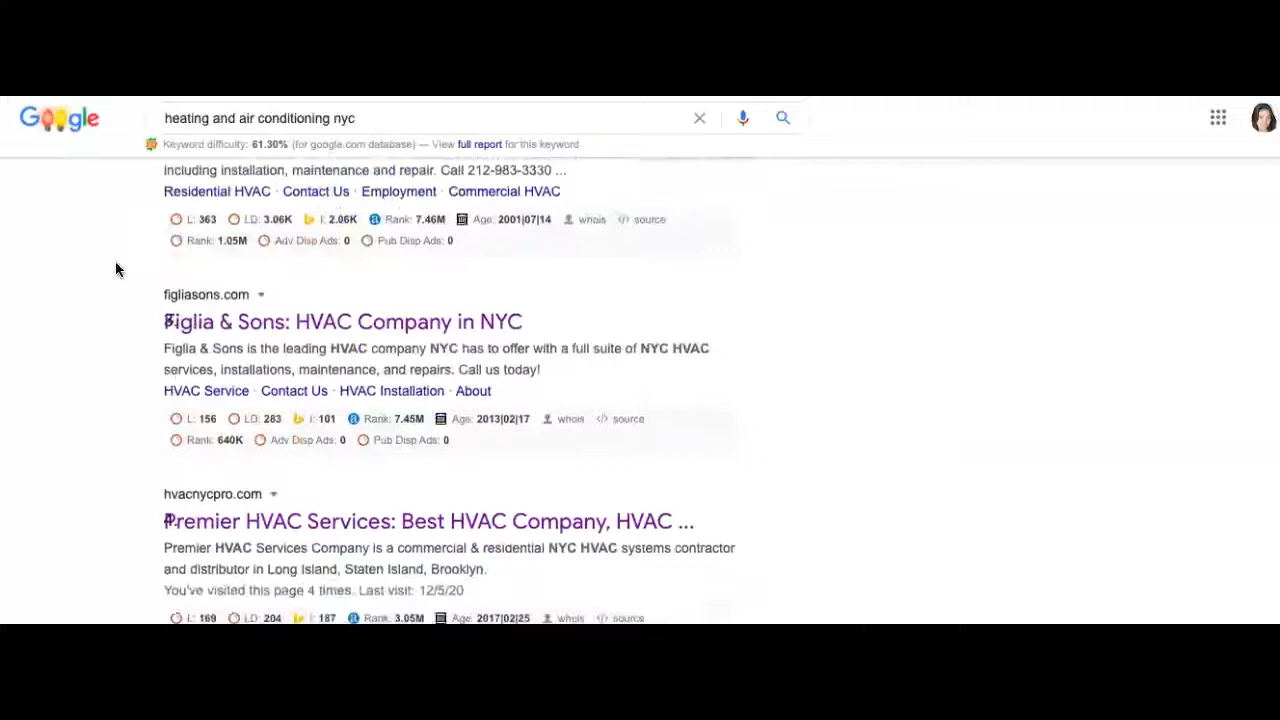 Google
heating and air conditioning nyc
Keyword difficulty: 61.30% (for google.com database) — View full report for this keyword
including installation, maintenance and repair. Call 212-983-3330 ...
Residential HVAC · Contact Us · Employment · Commercial HVAC
L: 363 LD: 3.06K I: 2.06K Rank: 7.46M Age: 2001|07|14 whois </> source
Rank: 1.05M Adv Disp Ads: 0 Pub Disp Ads: 0
figliasons.com
Figlia & Sons: HVAC Company in NYC
Figlia & Sons is the leading HVAC company NYC has to offer with a full suite of NYC HVAC
services, installations, maintenance, and repairs. Call us today!
HVAC Service · Contact Us · HVAC Installation · About
L: 156 LD: 283 I: 101 Rank: 7.45M Age: 2013|02|17 whois </> source
Rank: 640K Adv Disp Ads: 0 Pub Disp Ads: 0
hvacnycpro.com
Premier HVAC Services: Best HVAC Company, HVAC ...
Premier HVAC Services Company is a commercial & residential NYC HVAC systems contractor
and distributor in Long Island, Staten Island, Brooklyn.
You've visited this page 4 times. Last visit: 12/5/20
L: 169 LD: 204 I: 187 Rank: 3.05M Age: 2017|02|25 whois </> source